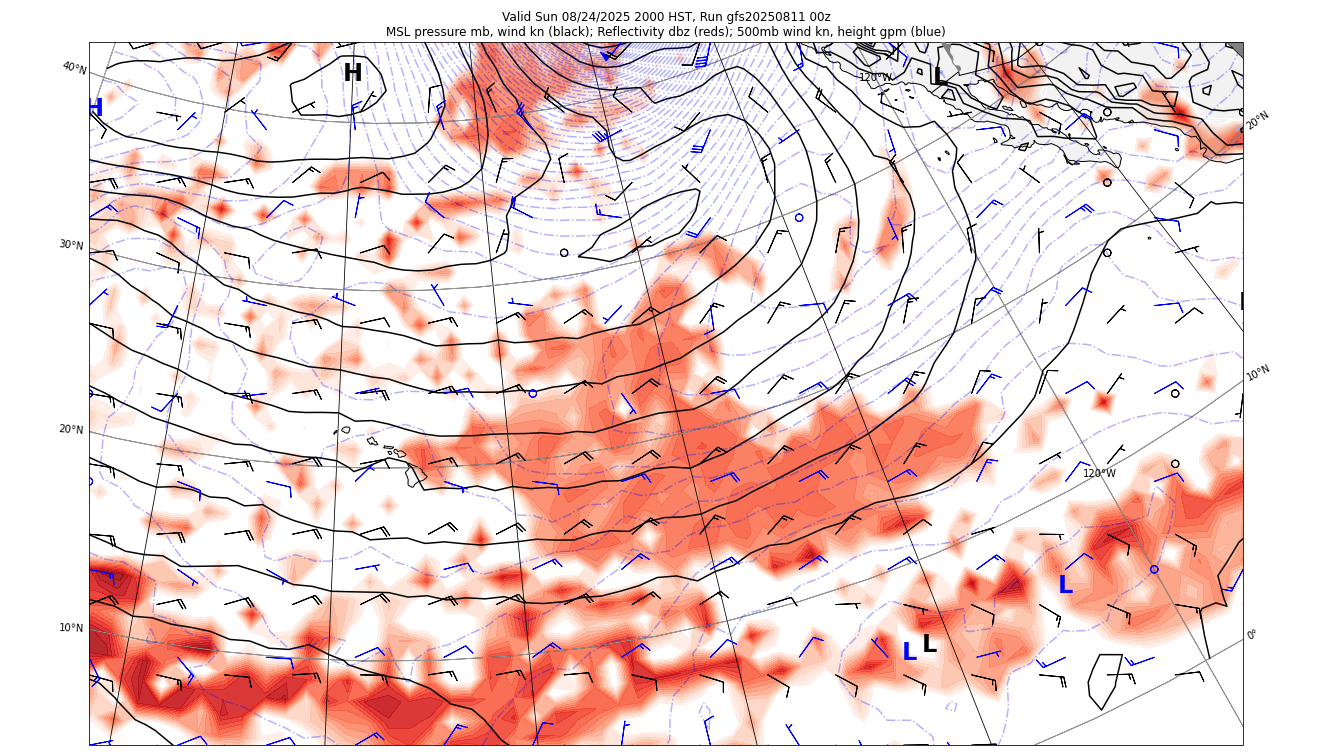 Valid Sun 08/24/2025 2000 HST, Run gfs20250811 00z
MSL pressure mb, wind kn (black); Reflectivity dbz (reds); 500mb wind kn, height gpm (blue)
40°N
H
H
120°W
L
20°N
30°N
10°N
20°N
120°W
L
10°N
L
L
0°